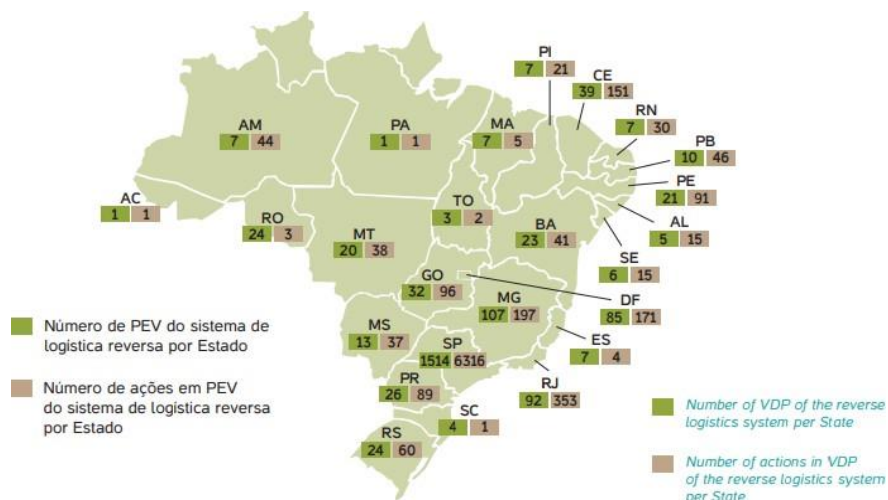 PI
7 21
CE
39 151
RN
7 30
PB
10 46
PE
21 91
AL
5 15
SE
6 15
DF
85 171
ES
7 4
RJ
92 353
AM
7 44
PA
1 1
MA
7 5
AC
1 1
RO
24 3
MT
20 38
TO
3 2
BA
23 41
GO
32 96
MG
107 197
MS
13 37
SP
1514 6316
PR
26 89
SC
4 1
RS
24 60
Número de PEV do sistema de
logística reversa por Estado
Número de ações em PEV
do sistema de logística reversa
por Estado
Number of VDP of the reverse
logistics system per State
Number of actions in VDP
of the reverse logistics system
per State